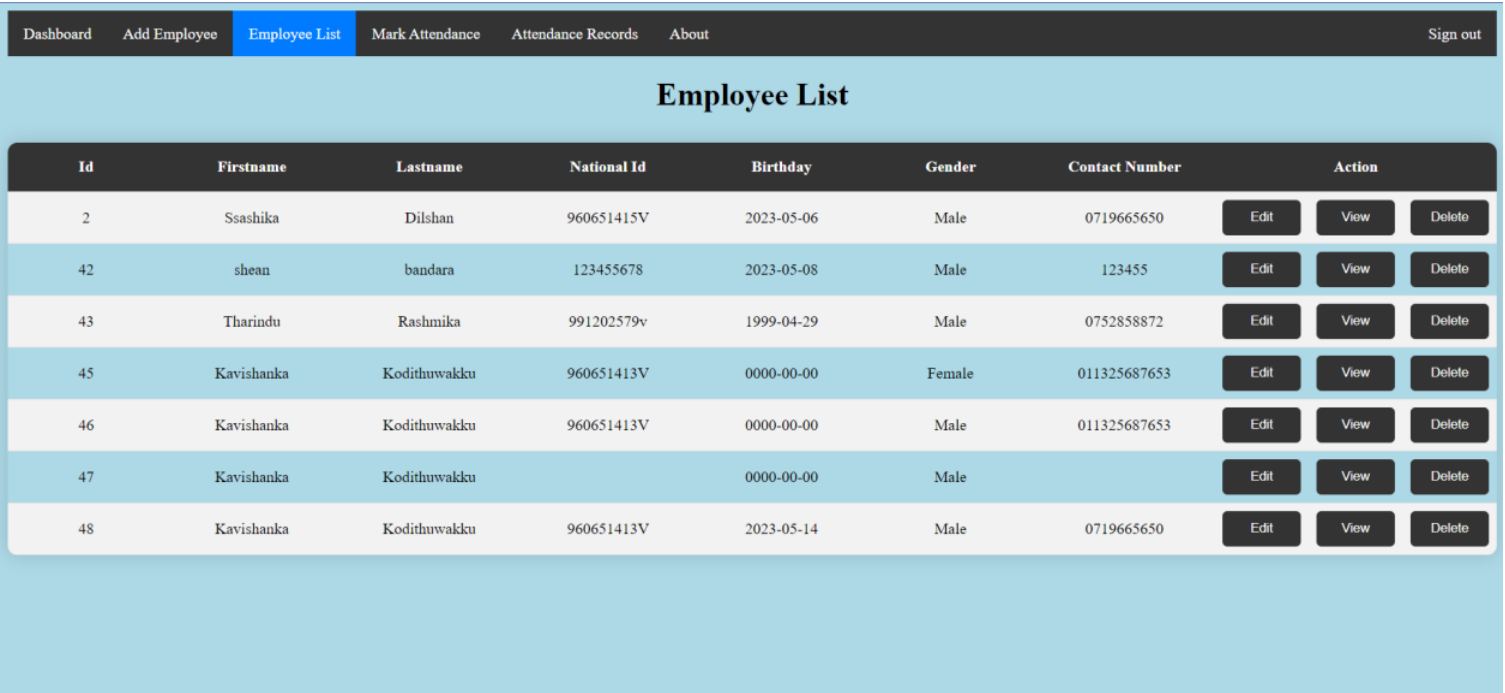 Dashboard Add Employee Employee List Mark Attendance Attendance Records About Sign out
Employee List
Id Firstname Lastname National Id Birthday Gender Contact Number Action
2 Ssashika Dilshan 960651415V 2023-05-06 Male 0719665650 Edit View Delete
42 shean bandara 123455678 2023-05-08 Male 123455 Edit View Delete
43 Tharindu Rashmika 991202579v 1999-04-29 Male 0752858872 Edit View Delete
45 Kavishanka Kodithuwakku 960651413V 0000-00-00 Female 011325687653 Edit View Delete
46 Kavishanka Kodithuwakku 960651413V 0000-00-00 Male 011325687653 Edit View Delete
47 Kavishanka Kodithuwakku 0000-00-00 Male Edit View Delete
48 Kavishanka Kodithuwakku 960651413V 2023-05-14 Male 0719665650 Edit View Delete